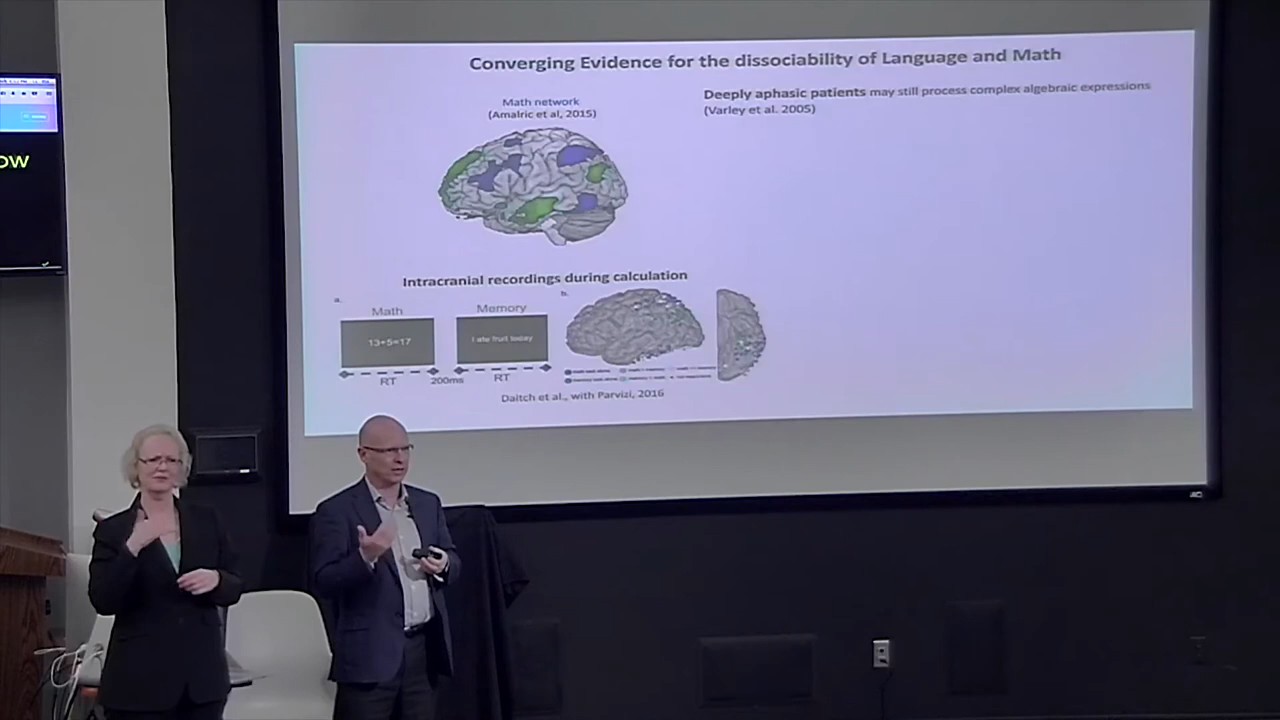 Converging Evidence for the dissociability of Language and Math
Math network
(Amalric et al, 2015)
Deeply aphasic patients may still process complex algebraic expressions
(Varley et al. 2005)
Intracranial recordings during calculation
a.
b.
Math
Memory
13+5=17
I ate fruit today
RT
200ms
RT
Daitch et al., with Parvizi, 2016
ow